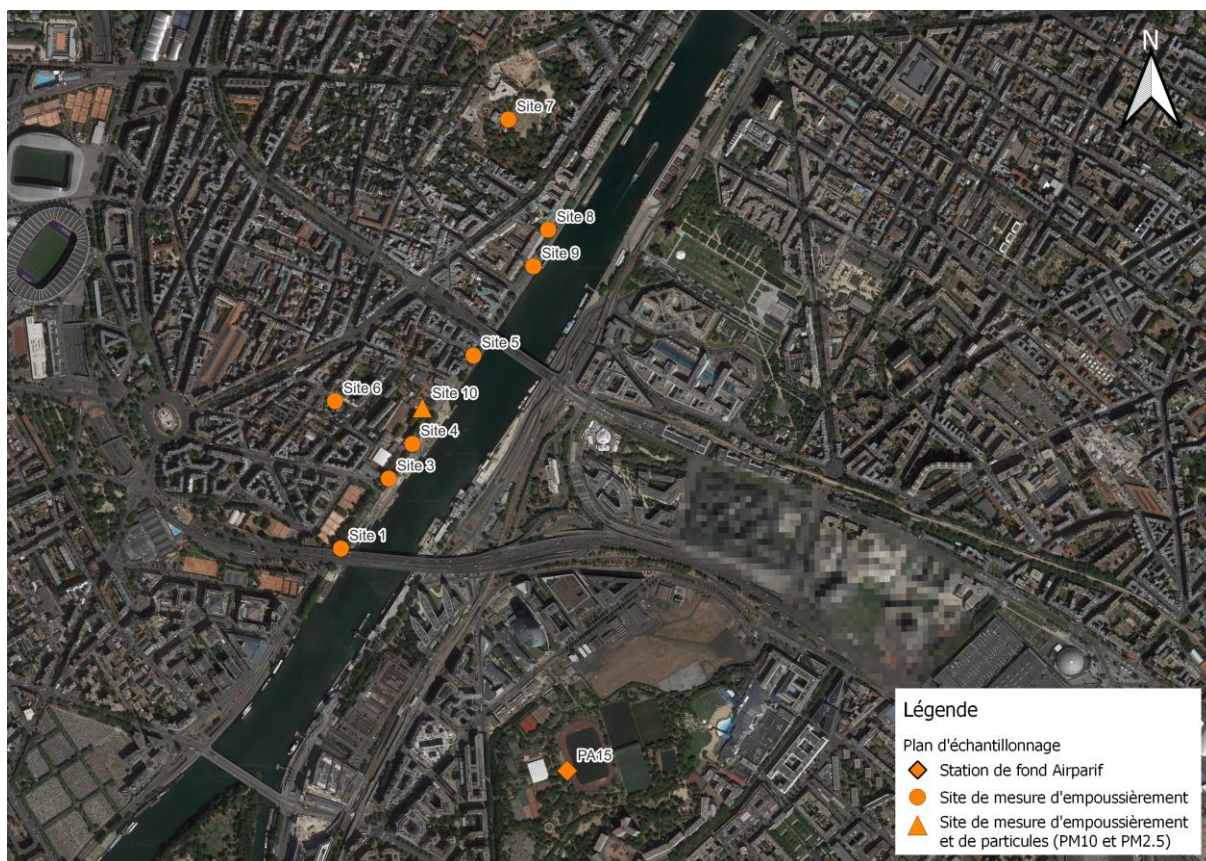 N
Site 7
Site 8
Site 9
Site 5
Site 6
Site 10
Site 4
Site 3
Site 1
PA15
Légende
Plan d'échantillonnage
Station de fond Airparif
Site de mesure d'empoussièrement
Site de mesure d'empoussièrement
et de particules (PM10 et PM2.5)